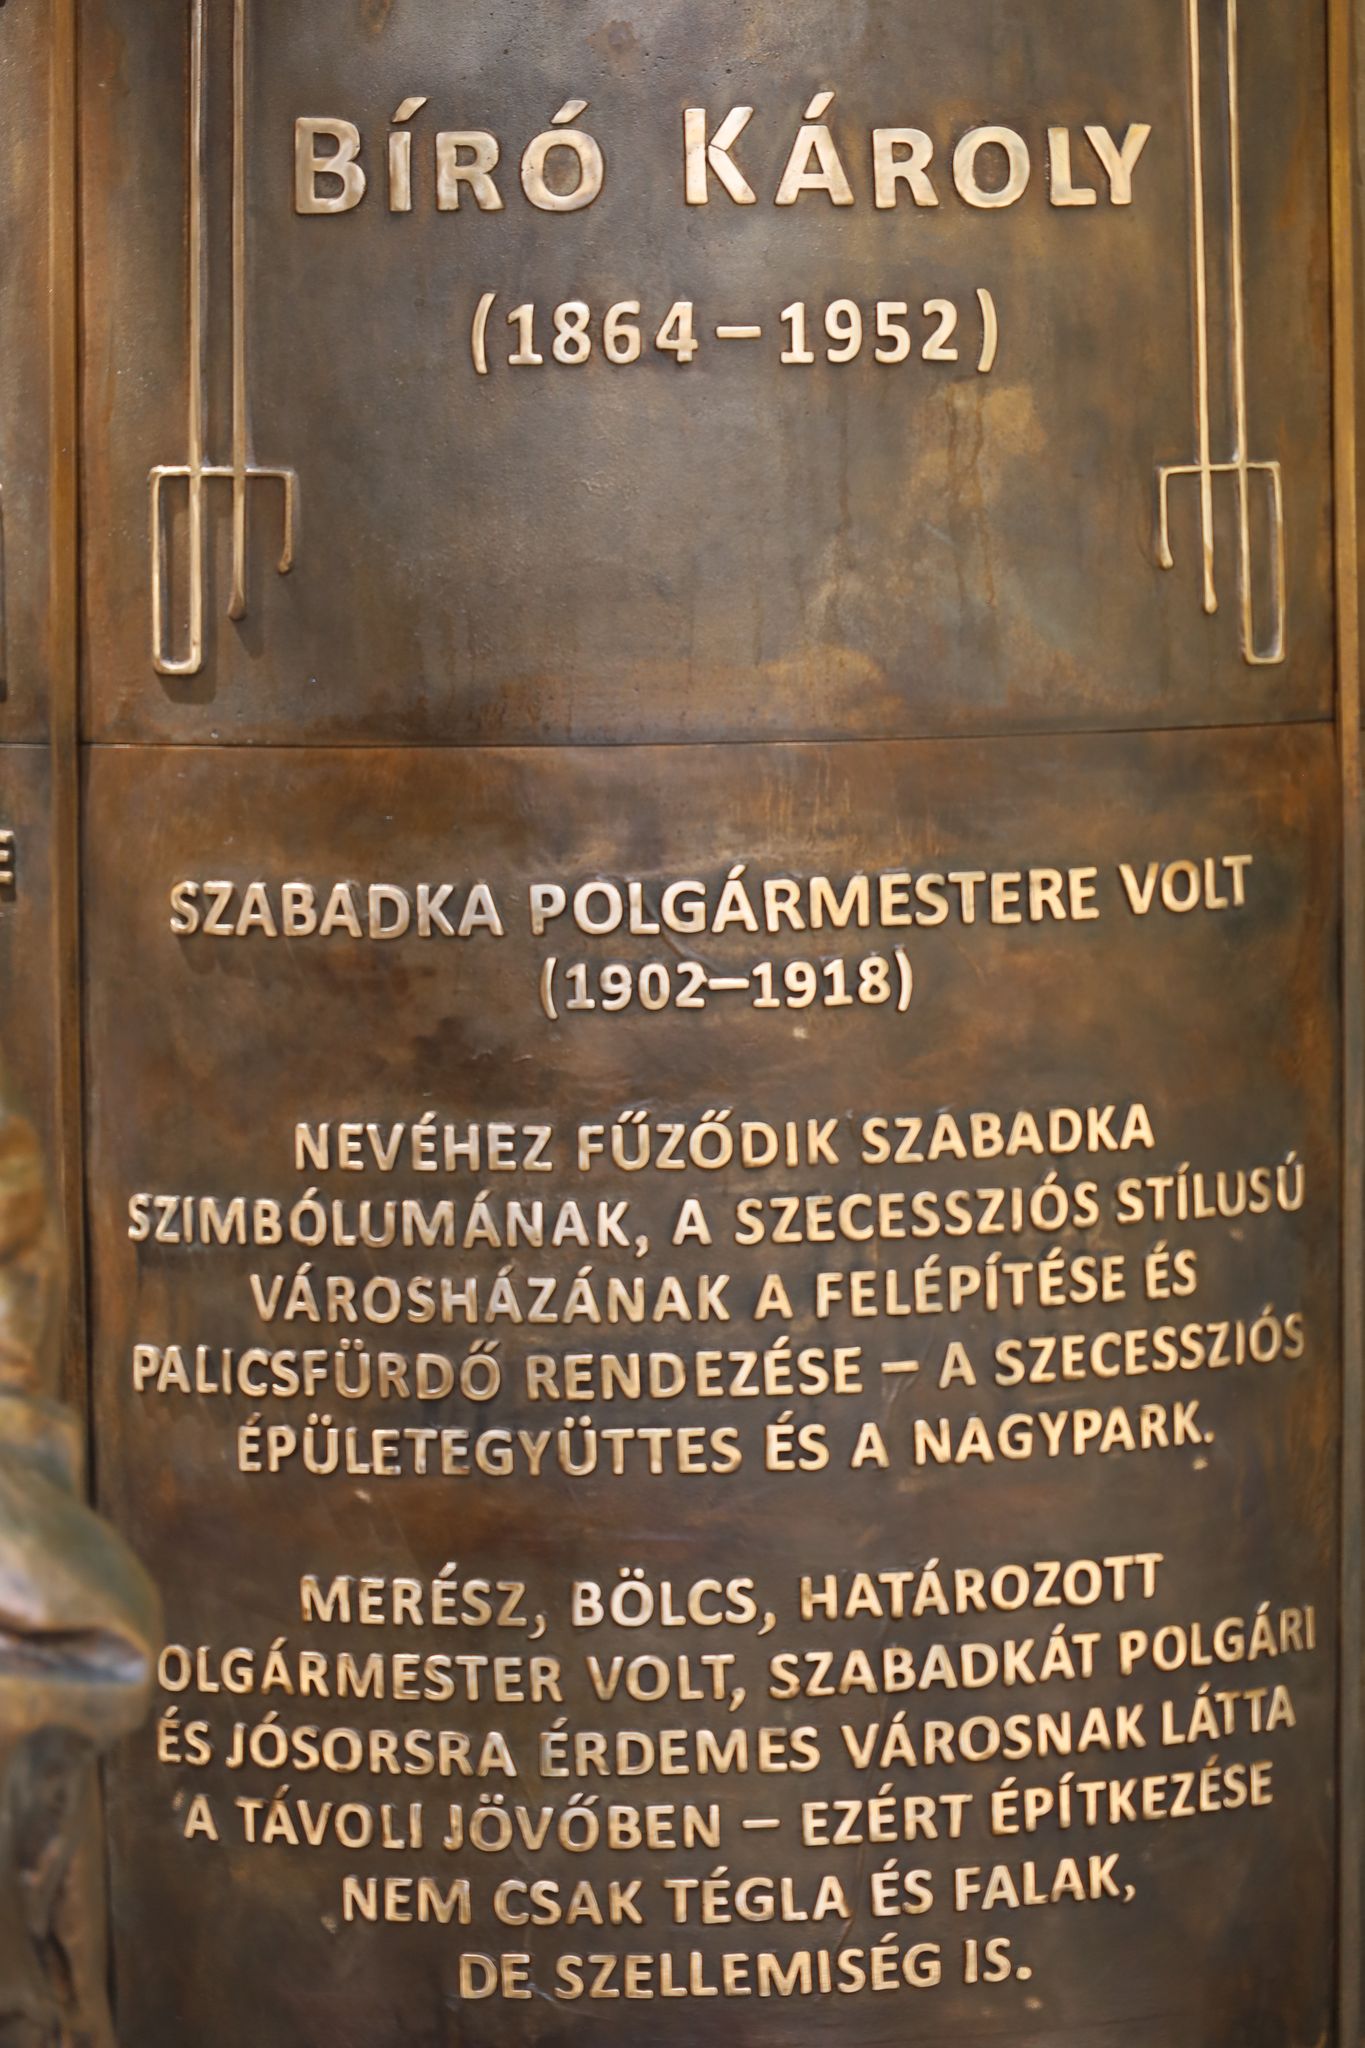 BÍRÓ KÁROLY
(1864–1952)
SZABADKA POLGÁRMESTERE VOLT
(1902–1918)
NEVÉHEZ FŰZŐDIK SZABADKA
SZIMBÓLUMÁNAK, A SZECESSZIÓS STÍLUSÚ
VÁROSHÁZÁNAK A FELÉPÍTÉSE ÉS
PALICSFÜRDŐ RENDEZÉSE – A SZECESSZIÓS
ÉPÜLETEGYÜTTES ÉS A NAGYPARK.
MERÉSZ, BÖLCS, HATÁROZOTT
OLGÁRMESTER VOLT, SZABADKÁT POLGÁRI
ÉS JÓSORSRA ÉRDEMES VÁROSNAK LÁTTA
A TÁVOLI JÖVŐBEN – EZÉRT ÉPÍTKEZÉSE
NEM CSAK TÉGLA ÉS FALAK,
DE SZELLEMISÉG IS.